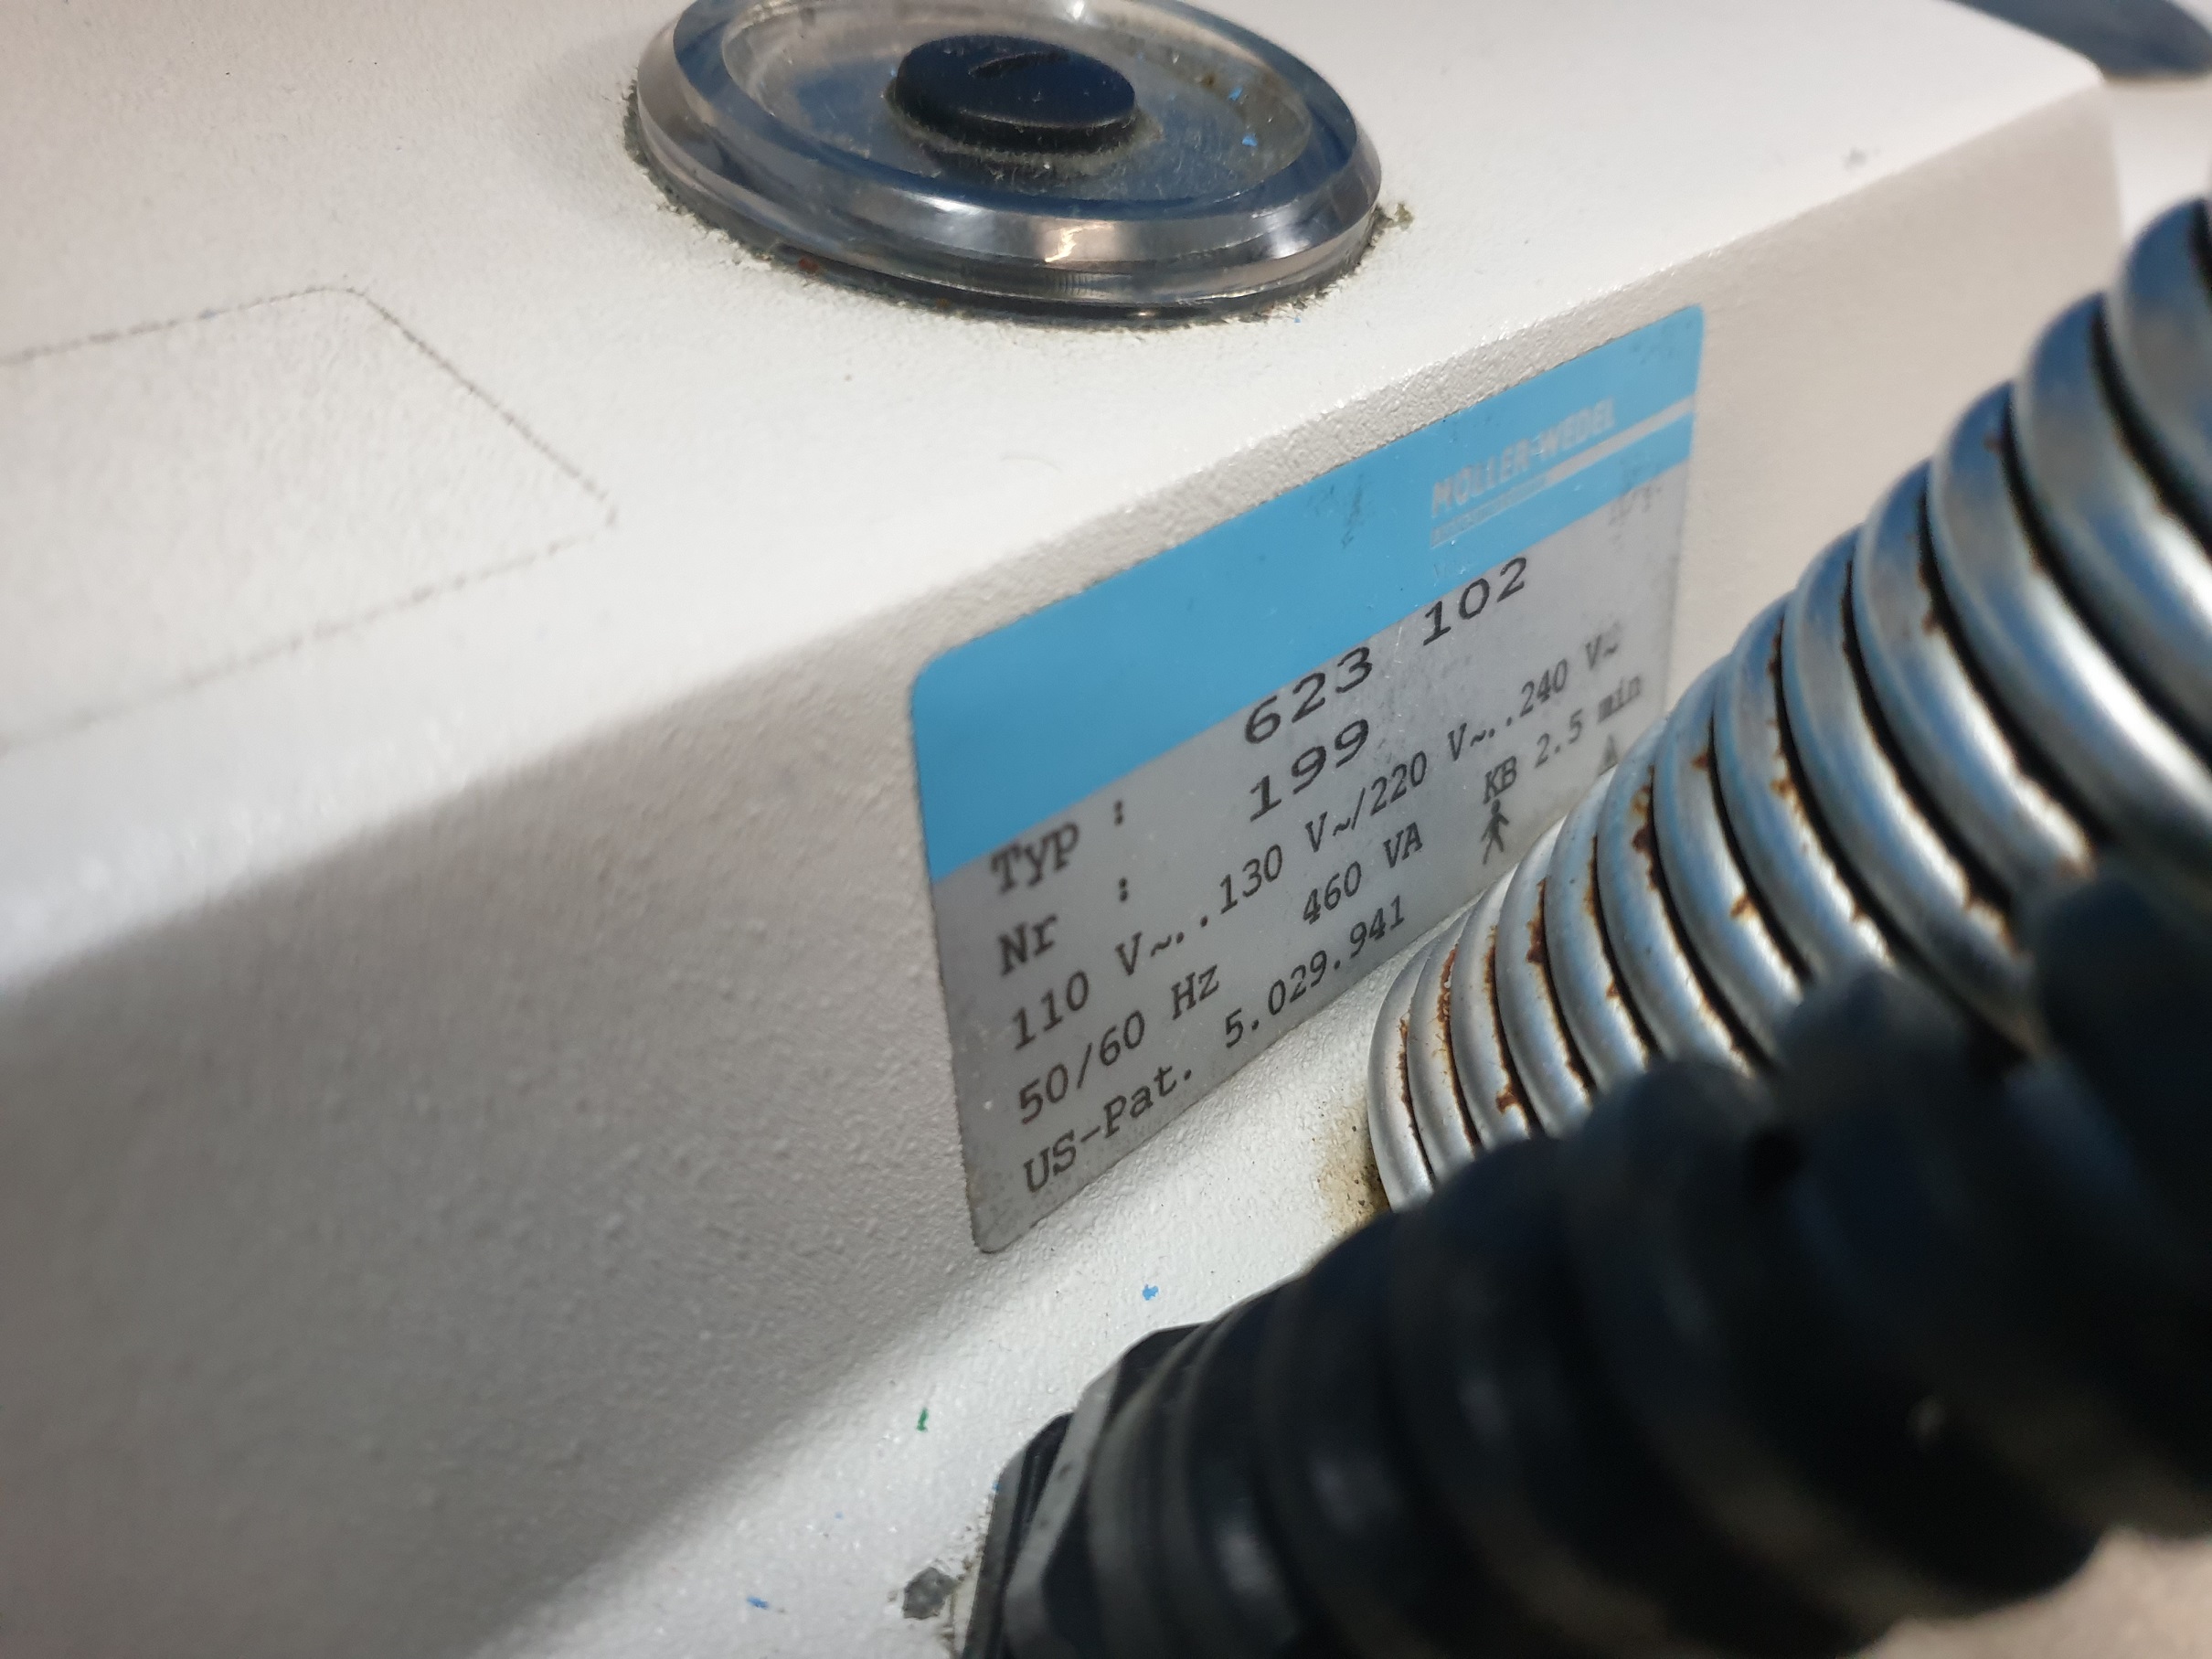 MÖLLER-WEDEL
Typ : 623 102
Nr : 199
110 V~..130 V~/220 V~..240 V~
50/60 Hz 460 VA KB 2.5 min
US-Pat. 5.029.941